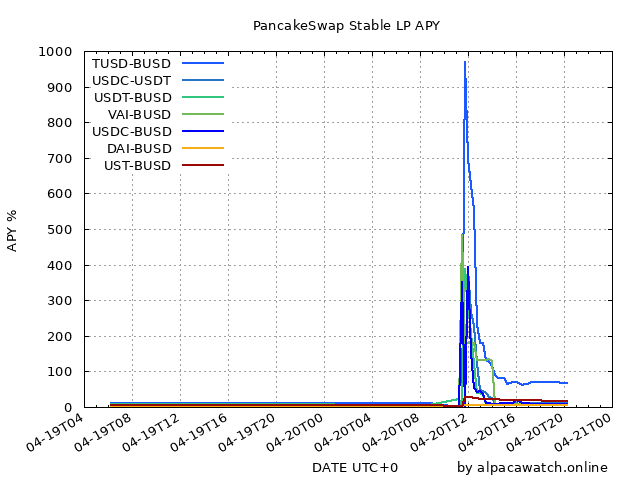 PancakeSwap Stable LP APY
1000
900
800
700
600
500
400
300
200
100
0
APY %
TUSD-BUSD
USDC-USDT
USDT-BUSD
VAI-BUSD
USDC-BUSD
DAI-BUSD
UST-BUSD
04-19T04
04-19T08
04-19T12
04-19T16
04-19T20
04-20T00
04-20T04
04-20T08
04-20T12
04-20T16
04-20T20
04-21T00
DATE UTC+0
by alpacawatch.online